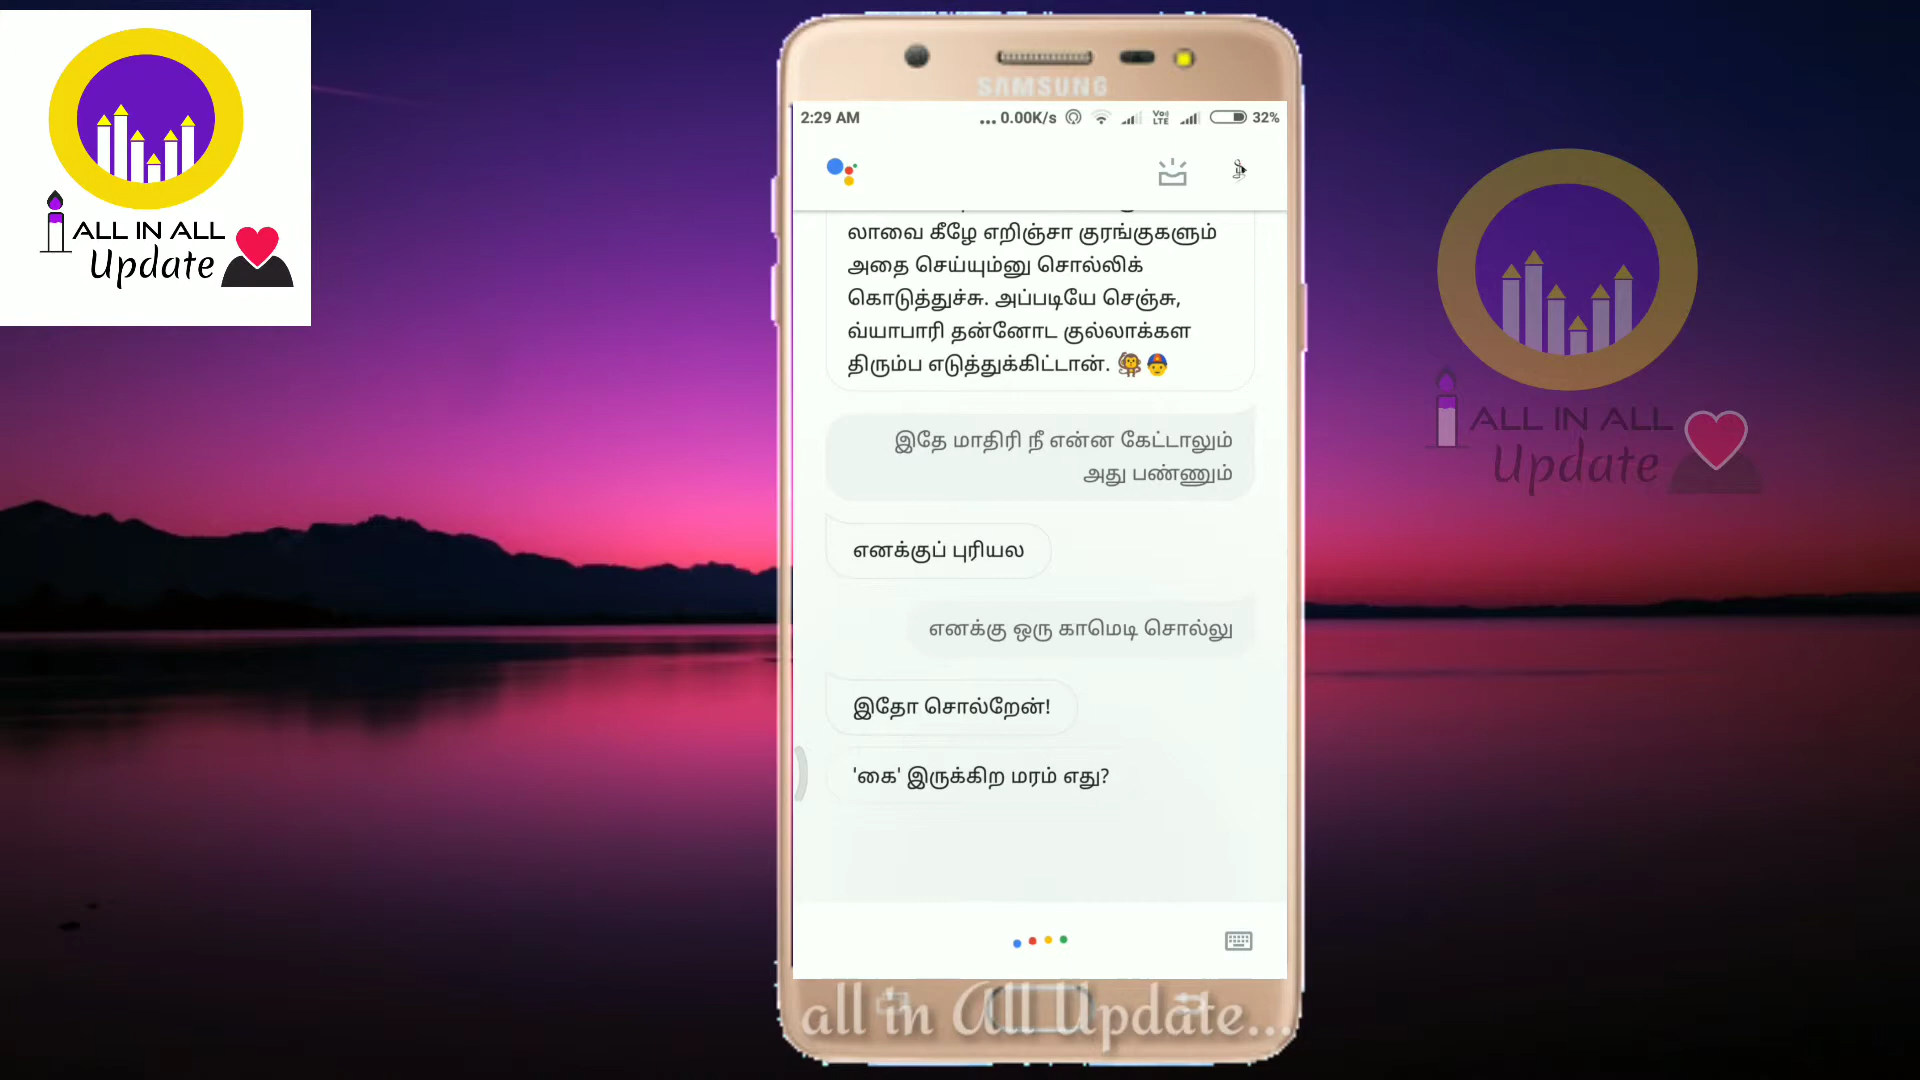 ALL IN ALL
Update
SAMSUNG
2:29 AM
... 0.00K/s
Vo)
LTE
32%
லாவை கீழே எறிஞ்சா குரங்குகளும்
அதை செய்யும்னு சொல்லிக்
கொடுத்துச்சு. அப்படியே செஞ்சு,
வ்யாபாரி தன்னோட குல்லாக்கள
திரும்ப எடுத்துக்கிட்டான். 🐒👲
இதே மாதிரி நீ என்ன கேட்டாலும்
அது பண்ணும்
எனக்குப் புரியல
எனக்கு ஒரு காமெடி சொல்லு
இதோ சொல்றேன்!
'கை' இருக்கிற மரம் எது?
all in All Update...
ALL IN ALL
Update